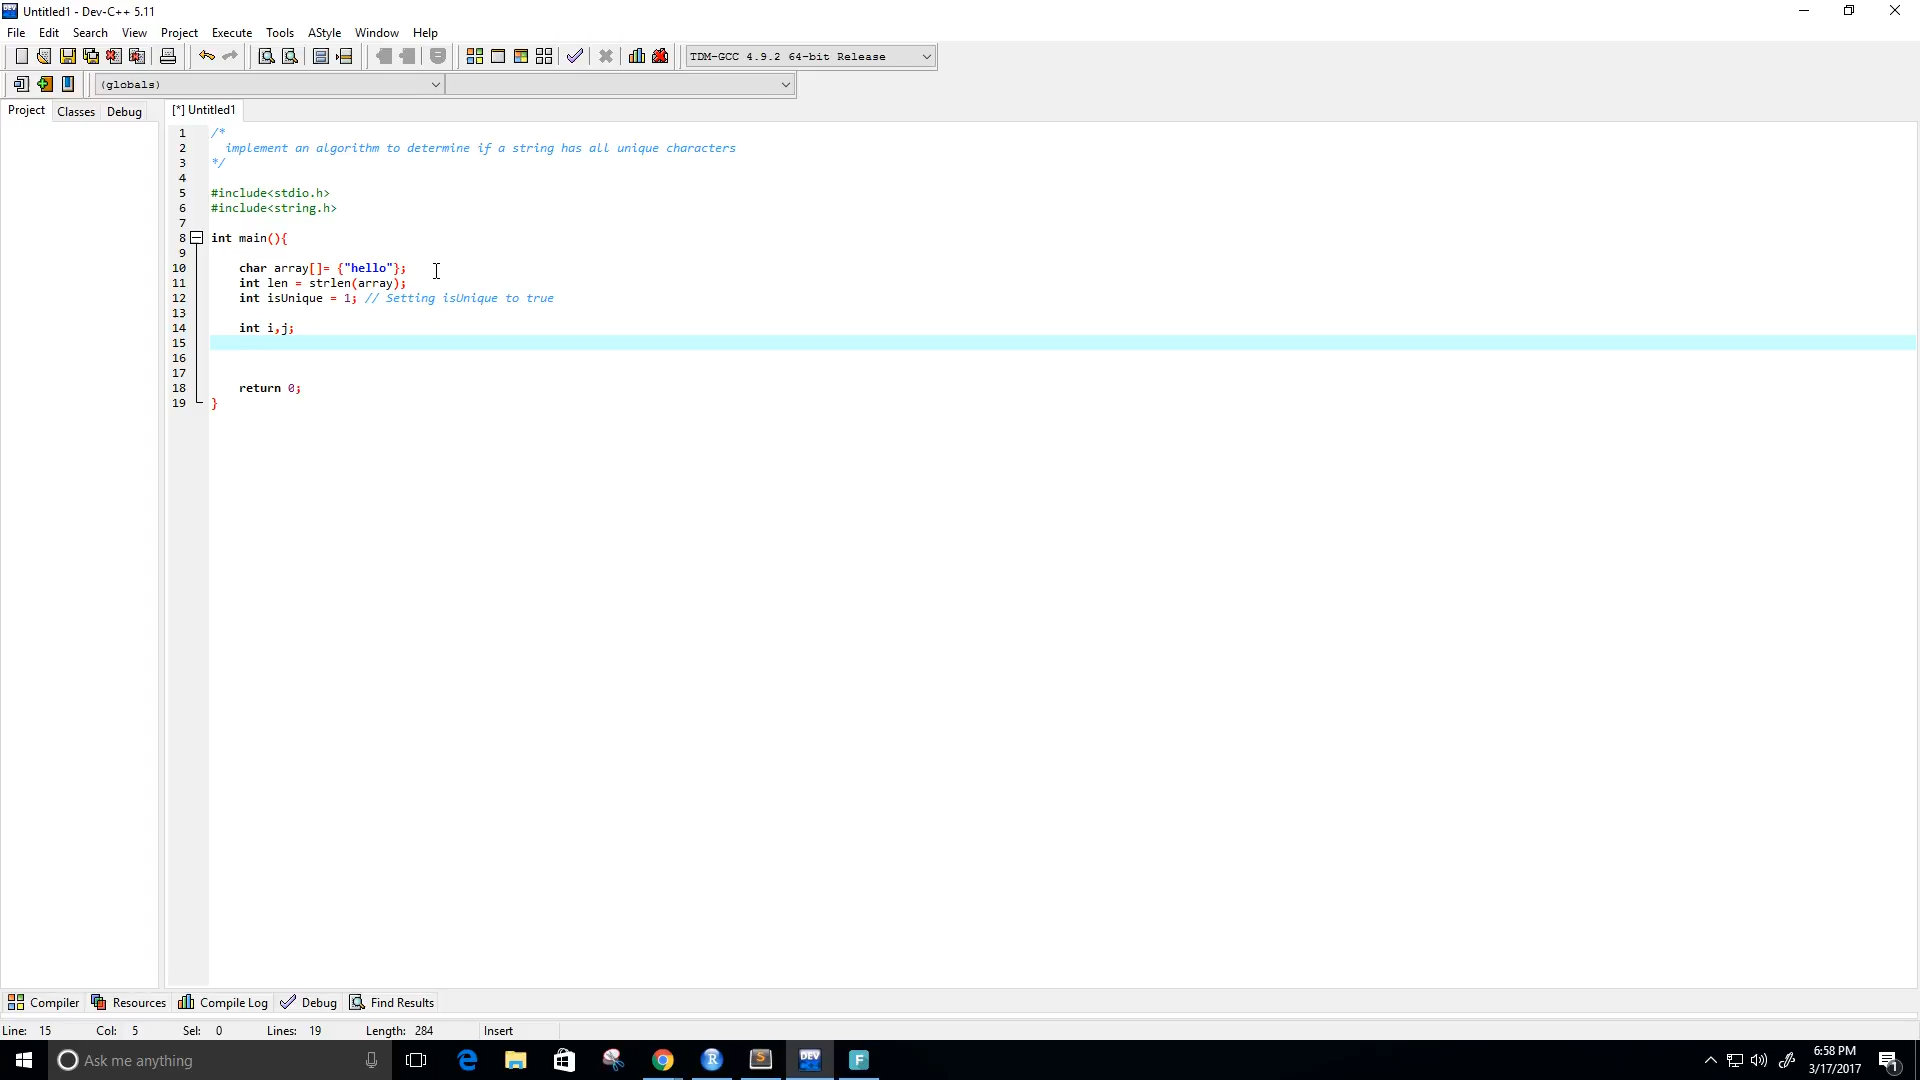 Untitled1 - Dev-C++ 5.11
File Edit Search View Project Execute Tools AStyle Window Help
TDM-GCC 4.9.2 64-bit Release
(globals)
Project Classes Debug [*] Untitled1
1 /*
2 implement an algorithm to determine if a string has all unique characters
3 */
4
5 #include<stdio.h>
6 #include<string.h>
7
8 int main(){
9
10 char array[]= {"hello"};
11 int len = strlen(array);
12 int isUnique = 1; // Setting isUnique to true
13
14 int i,j;
15
16
17
18 return 0;
19 }
Compiler Resources Compile Log Debug Find Results
Line: 15 Col: 5 Sel: 0 Lines: 19 Length: 284 Insert
Ask me anything
6:58 PM
3/17/2017